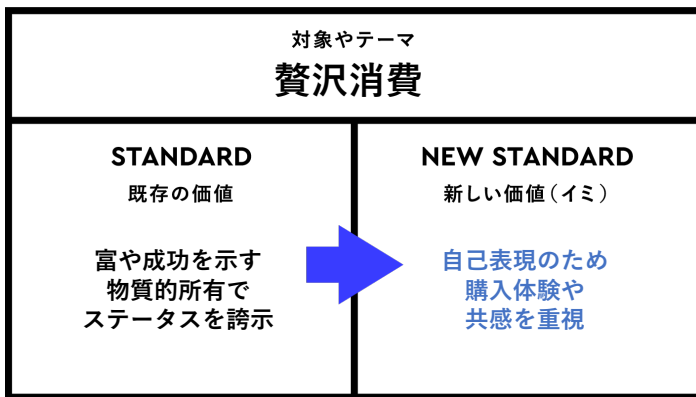 対象やテーマ
贅沢消費
STANDARD
既存の価値
富や成功を示す
物質的所有で
ステータスを誇示
NEW STANDARD
新しい価値（イミ）
自己表現のため
購入体験や
共感を重視